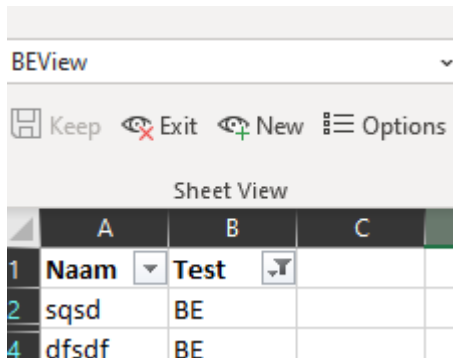 BEView
Keep Exit New Options
Sheet View
A B C
1 Naam Test
2 sqsd BE
4 dfsdf BE